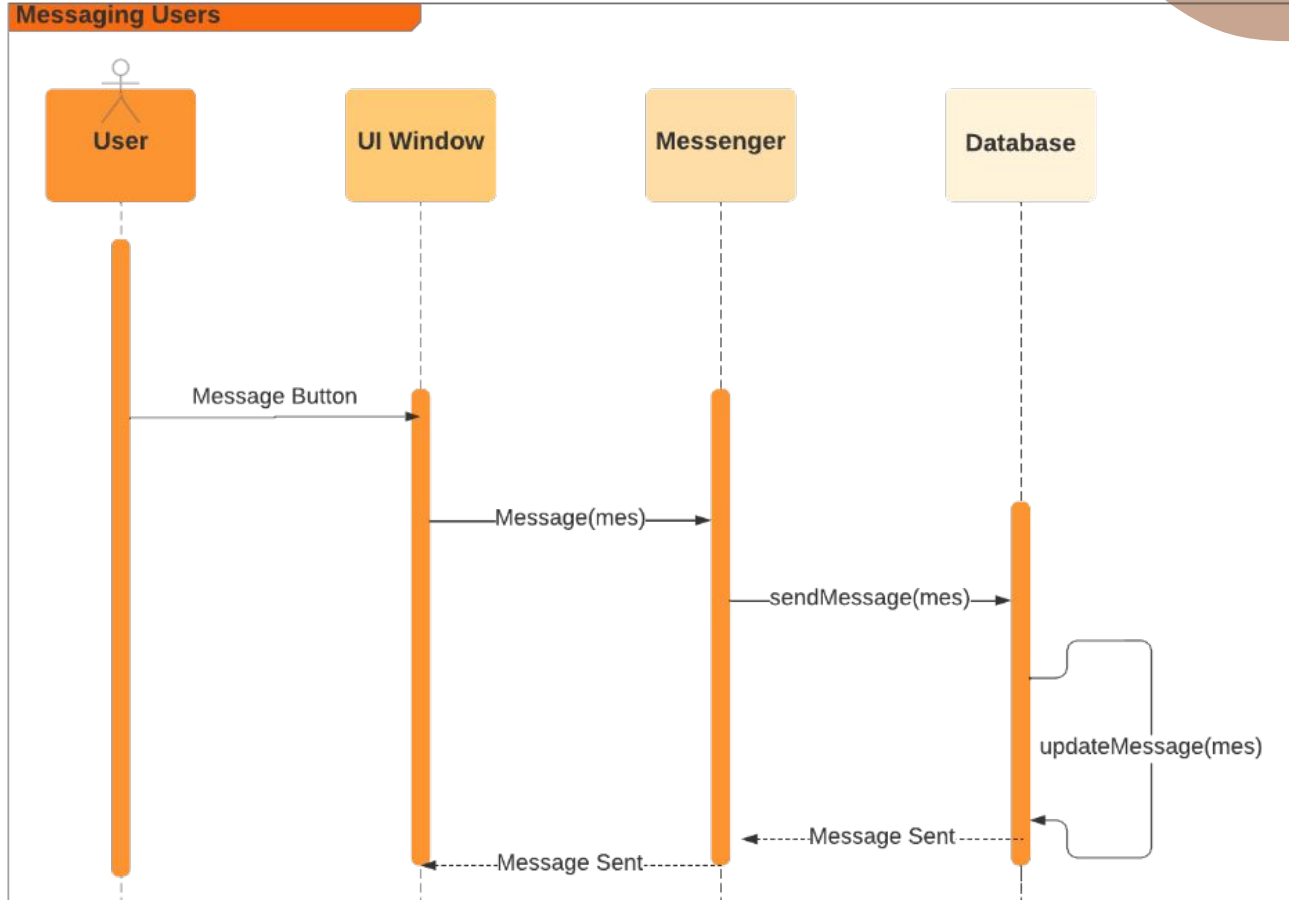 Messaging Users
User
UI Window
Messenger
Database
Message Button
Message(mes)
sendMessage(mes)
updateMessage(mes)
Message Sent
Message Sent